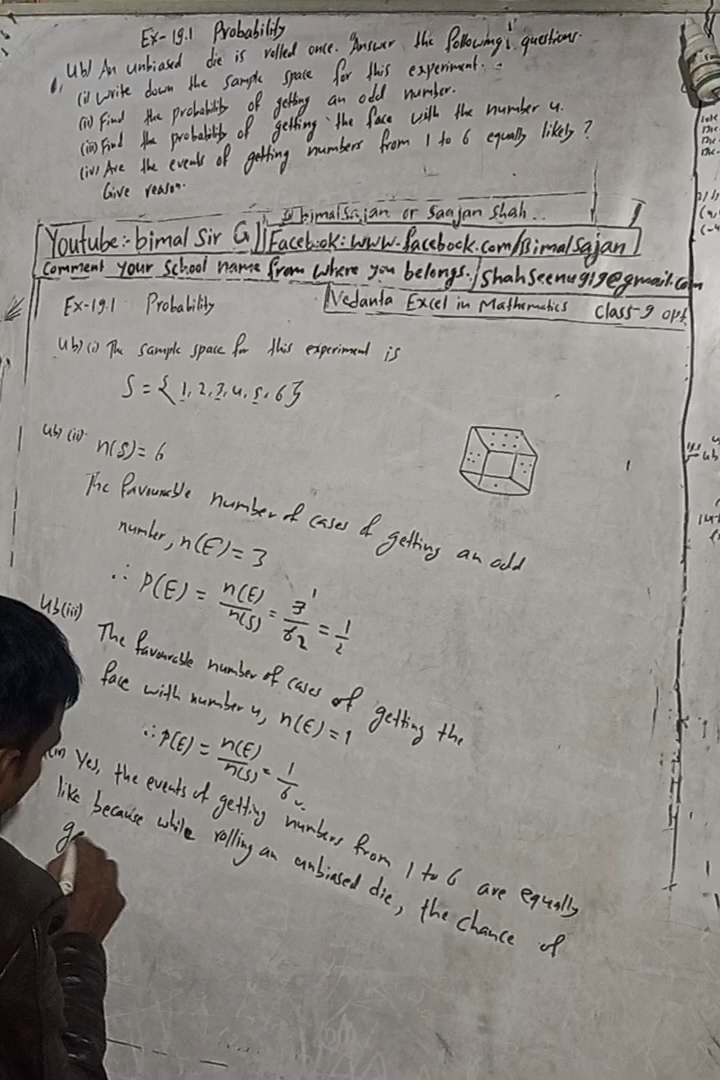 Ex-19.1 Probability
4b) An unbiased die is rolled once. Answer the following questions.
(i) Write down the sample space for this experiment.
(ii) Find the probability of getting an odd number.
(iii) Find the probability of getting the face with the number 4.
(iv) Are the events of getting numbers from 1 to 6 equally likely?
Give reason.
bimalsajan or Saajan Shah..
Youtube:- bimal Sir G
Facebook: www.facebook.com/Bimalsajan
Comment your School name from where you belongs.
shahseenu919@gmail.com
Ex-19.1 Probability
Vedanta Excel in Mathematics Class-9 opt
4b) (i) The sample space for this experiment is
S = {1, 2, 3, 4, 5, 6}
4b) (ii)
n(S) = 6
The favourable number of cases of getting an odd
number, n(E) = 3
∴ P(E) = n(E)/n(S) = 3/6 = 1/2
4b(iii)
The favourable number of cases of getting the
face with number 4, n(E) = 1
∴ P(E) = n(E)/n(S) = 1/6
Yes, the events of getting numbers from 1 to 6 are equally
like because while rolling an unbiased die, the chance of
ge